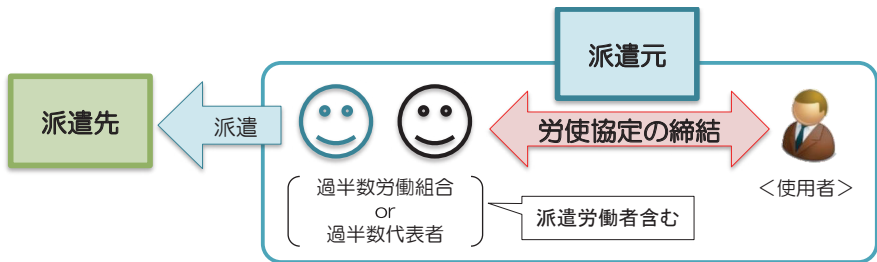 派遣元
派遣先
派遣
労使協定の締結
過半数労働組合
or
過半数代表者
派遣労働者含む
＜使用者＞